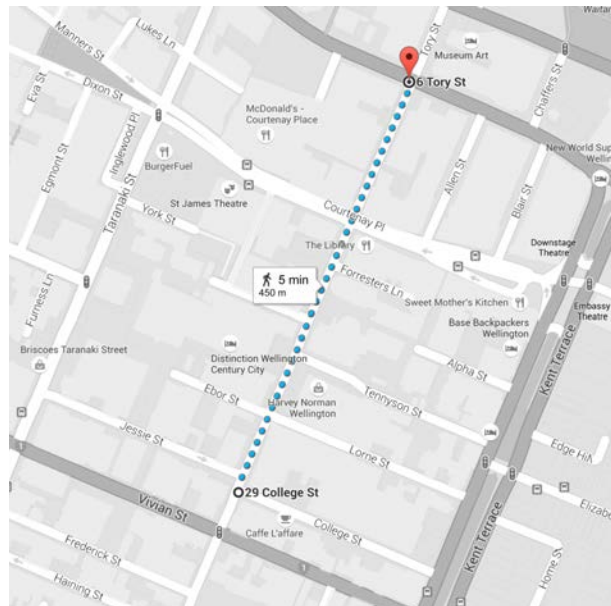 Waitan
Manners St
Lukes Ln
Tory St
Museum Art
Chaffers St
6 Tory St
Dixon St
Eva St
McDonald's -
Courtenay Place
Egmont St
Inglewood Pl
BurgerFuel
Allen St
New World Sup
Wellin
St James Theatre
Taranaki St
Blair St
York St
Courtenay Pl
The Library
Downstage
Theatre
5 min
450 m
Forresters Ln
Furness Ln
Sweet Mother's Kitchen
Embassy
Theatre
Base Backpackers
Wellington
Briscoes Taranaki Street
Distinction Wellington
Century City
Alpha St
Kent Terrace
Ebor St
Harvey Norman
Wellington
Tennyson St
Jessie St
Lorne St
Edge Hill
1
29 College St
Vivian St
Caffe L'affare
College St
Kent Terrace
Elizabe
Frederick St
1
Home St
Haining St